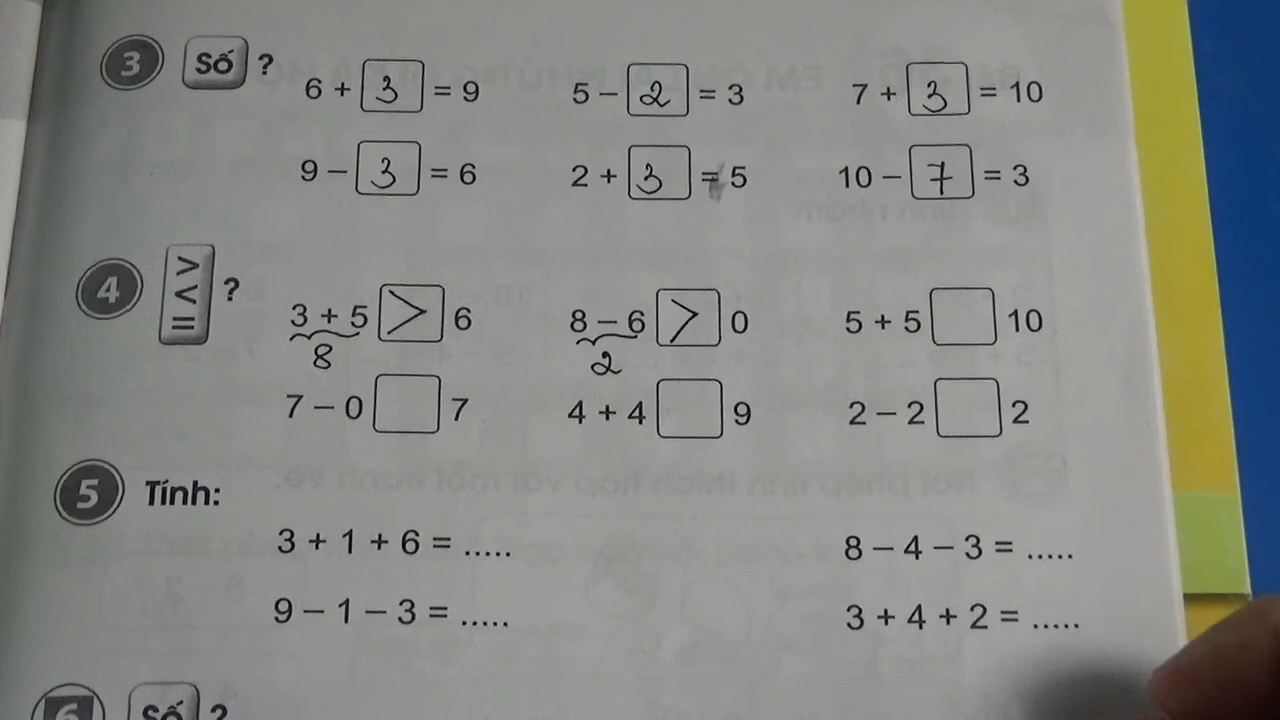 3 Số ?
6 + 3 = 9 5 – 2 = 3 7 + 3 = 10
9 – 3 = 6 2 + 3 = 5 10 – 7 = 3
4 > < = ?
3 + 5 > 6 8 – 6 > 0 5 + 5 10
8 2
7 – 0 7 4 + 4 9 2 – 2 2
5 Tính:
3 + 1 + 6 = ..... 8 – 4 – 3 = .....
9 – 1 – 3 = ..... 3 + 4 + 2 = .....
6 Số ?